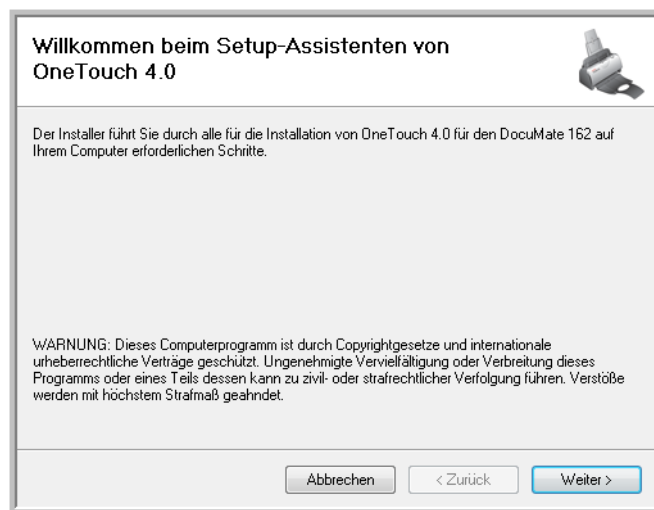 Willkommen beim Setup-Assistenten von
OneTouch 4.0
Der Installer führt Sie durch alle für die Installation von OneTouch 4.0 für den DocuMate 162 auf
Ihrem Computer erforderlichen Schritte.
WARNUNG: Dieses Computerprogramm ist durch Copyrightgesetze und internationale
urheberrechtliche Verträge geschützt. Ungenehmigte Vervielfältigung oder Verbreitung dieses
Programms oder eines Teils dessen kann zu zivil- oder strafrechtlicher Verfolgung führen. Verstöße
werden mit höchstem Strafmaß geahndet.
Abbrechen < Zurück Weiter >